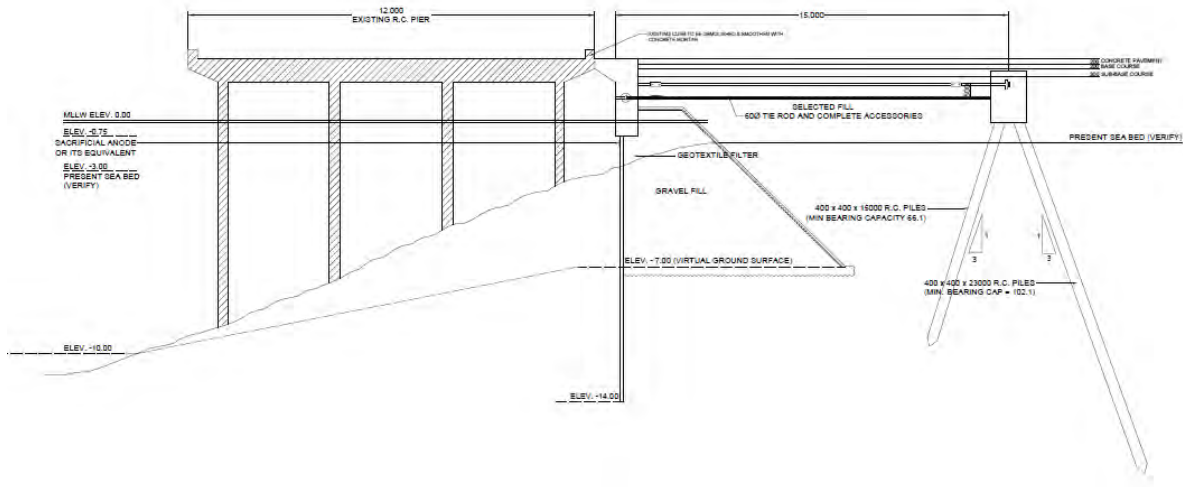 12.000
EXISTING R.C. PIER
15.000
EXISTING CURB TO BE DEMOLISHED & SMOOTHED WITH
CONCRETE MORTAR
CONCRETE PAVEMENT
BASE COURSE
SUB-BASE COURSE
SELECTED FILL
60Ø TIE ROD AND COMPLETE ACCESSORIES
MLLW ELEV. 0.00
ELEV. -0.75
SACRIFICIAL ANODE
OR ITS EQUIVALENT
ELEV. -3.00
PRESENT SEA BED
(VERIFY)
PRESENT SEA BED (VERIFY)
GEOTEXTILE FILTER
GRAVEL FILL
400 x 400 x 15000 R.C. PILES
(MIN BEARING CAPACITY 66.1)
1
3
1
3
ELEV. -7.00 (VIRTUAL GROUND SURFACE)
400 x 400 x 23000 R.C. PILES
(MIN. BEARING CAP = 102.1)
ELEV. -10.00
ELEV. -14.00